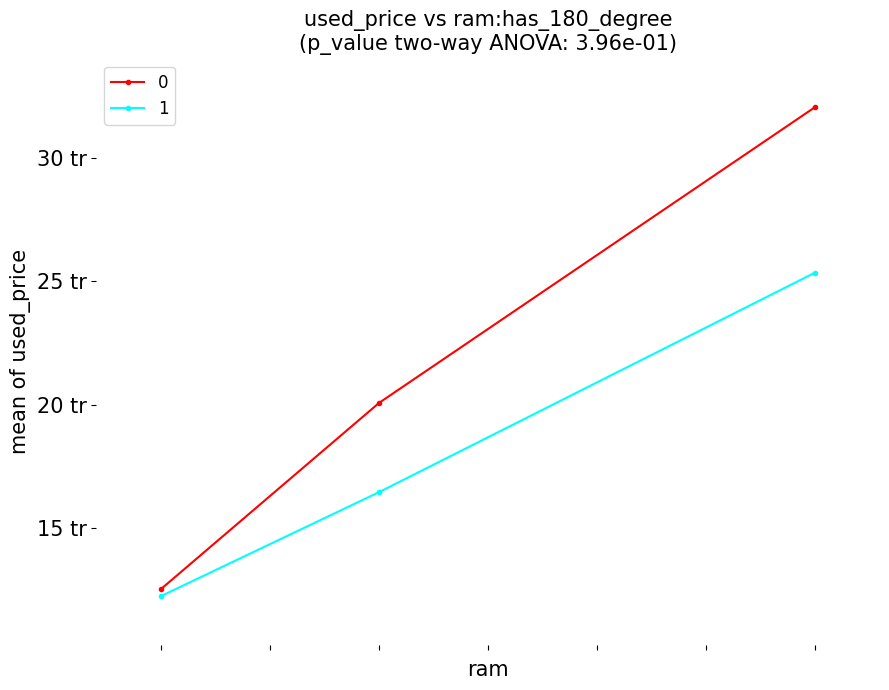 used_price vs ram:has_180_degree
(p_value two-way ANOVA: 3.96e-01)
0
1
30 tr
25 tr
20 tr
15 tr
mean of used_price
ram